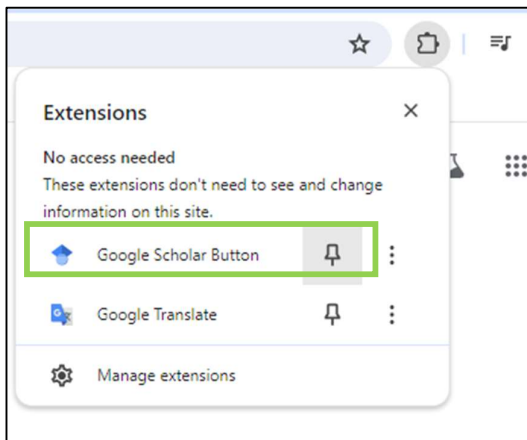 Extensions
No access needed
These extensions don't need to see and change
information on this site.
Google Scholar Button
Google Translate
Manage extensions